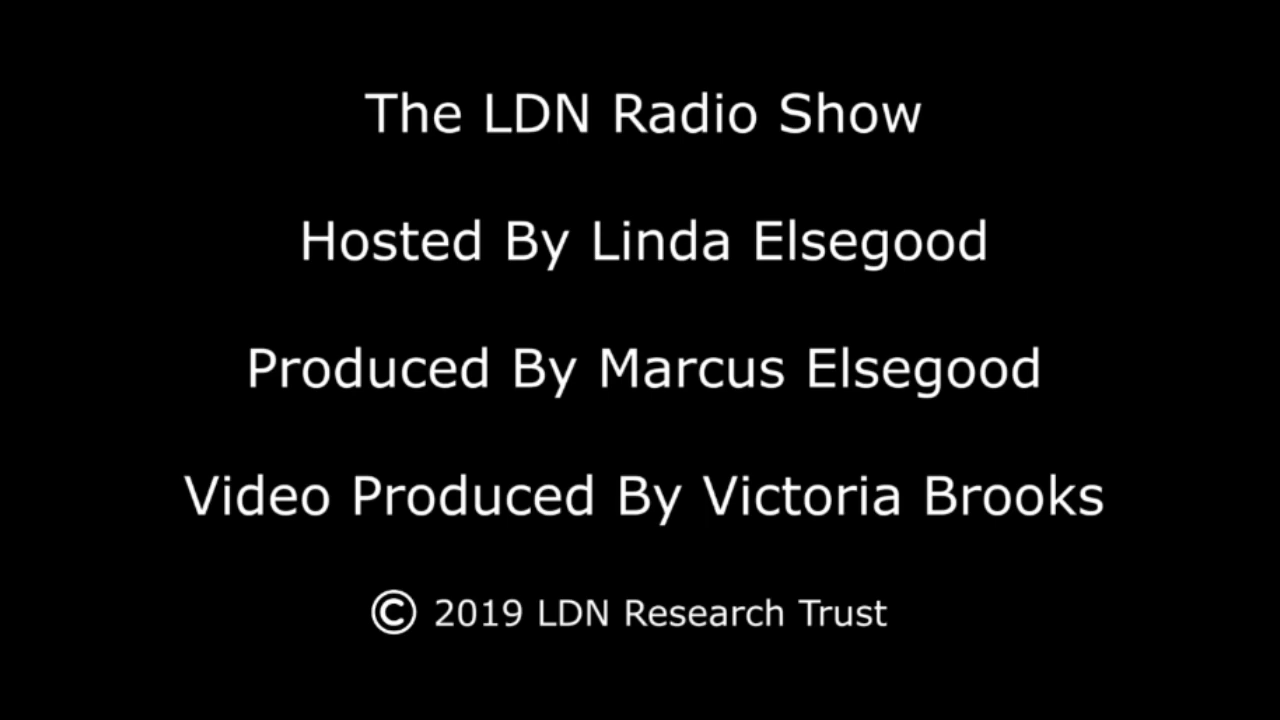 The LDN Radio Show
Hosted By Linda Elsegood
Produced By Marcus Elsegood
Video Produced By Victoria Brooks
© 2019 LDN Research Trust